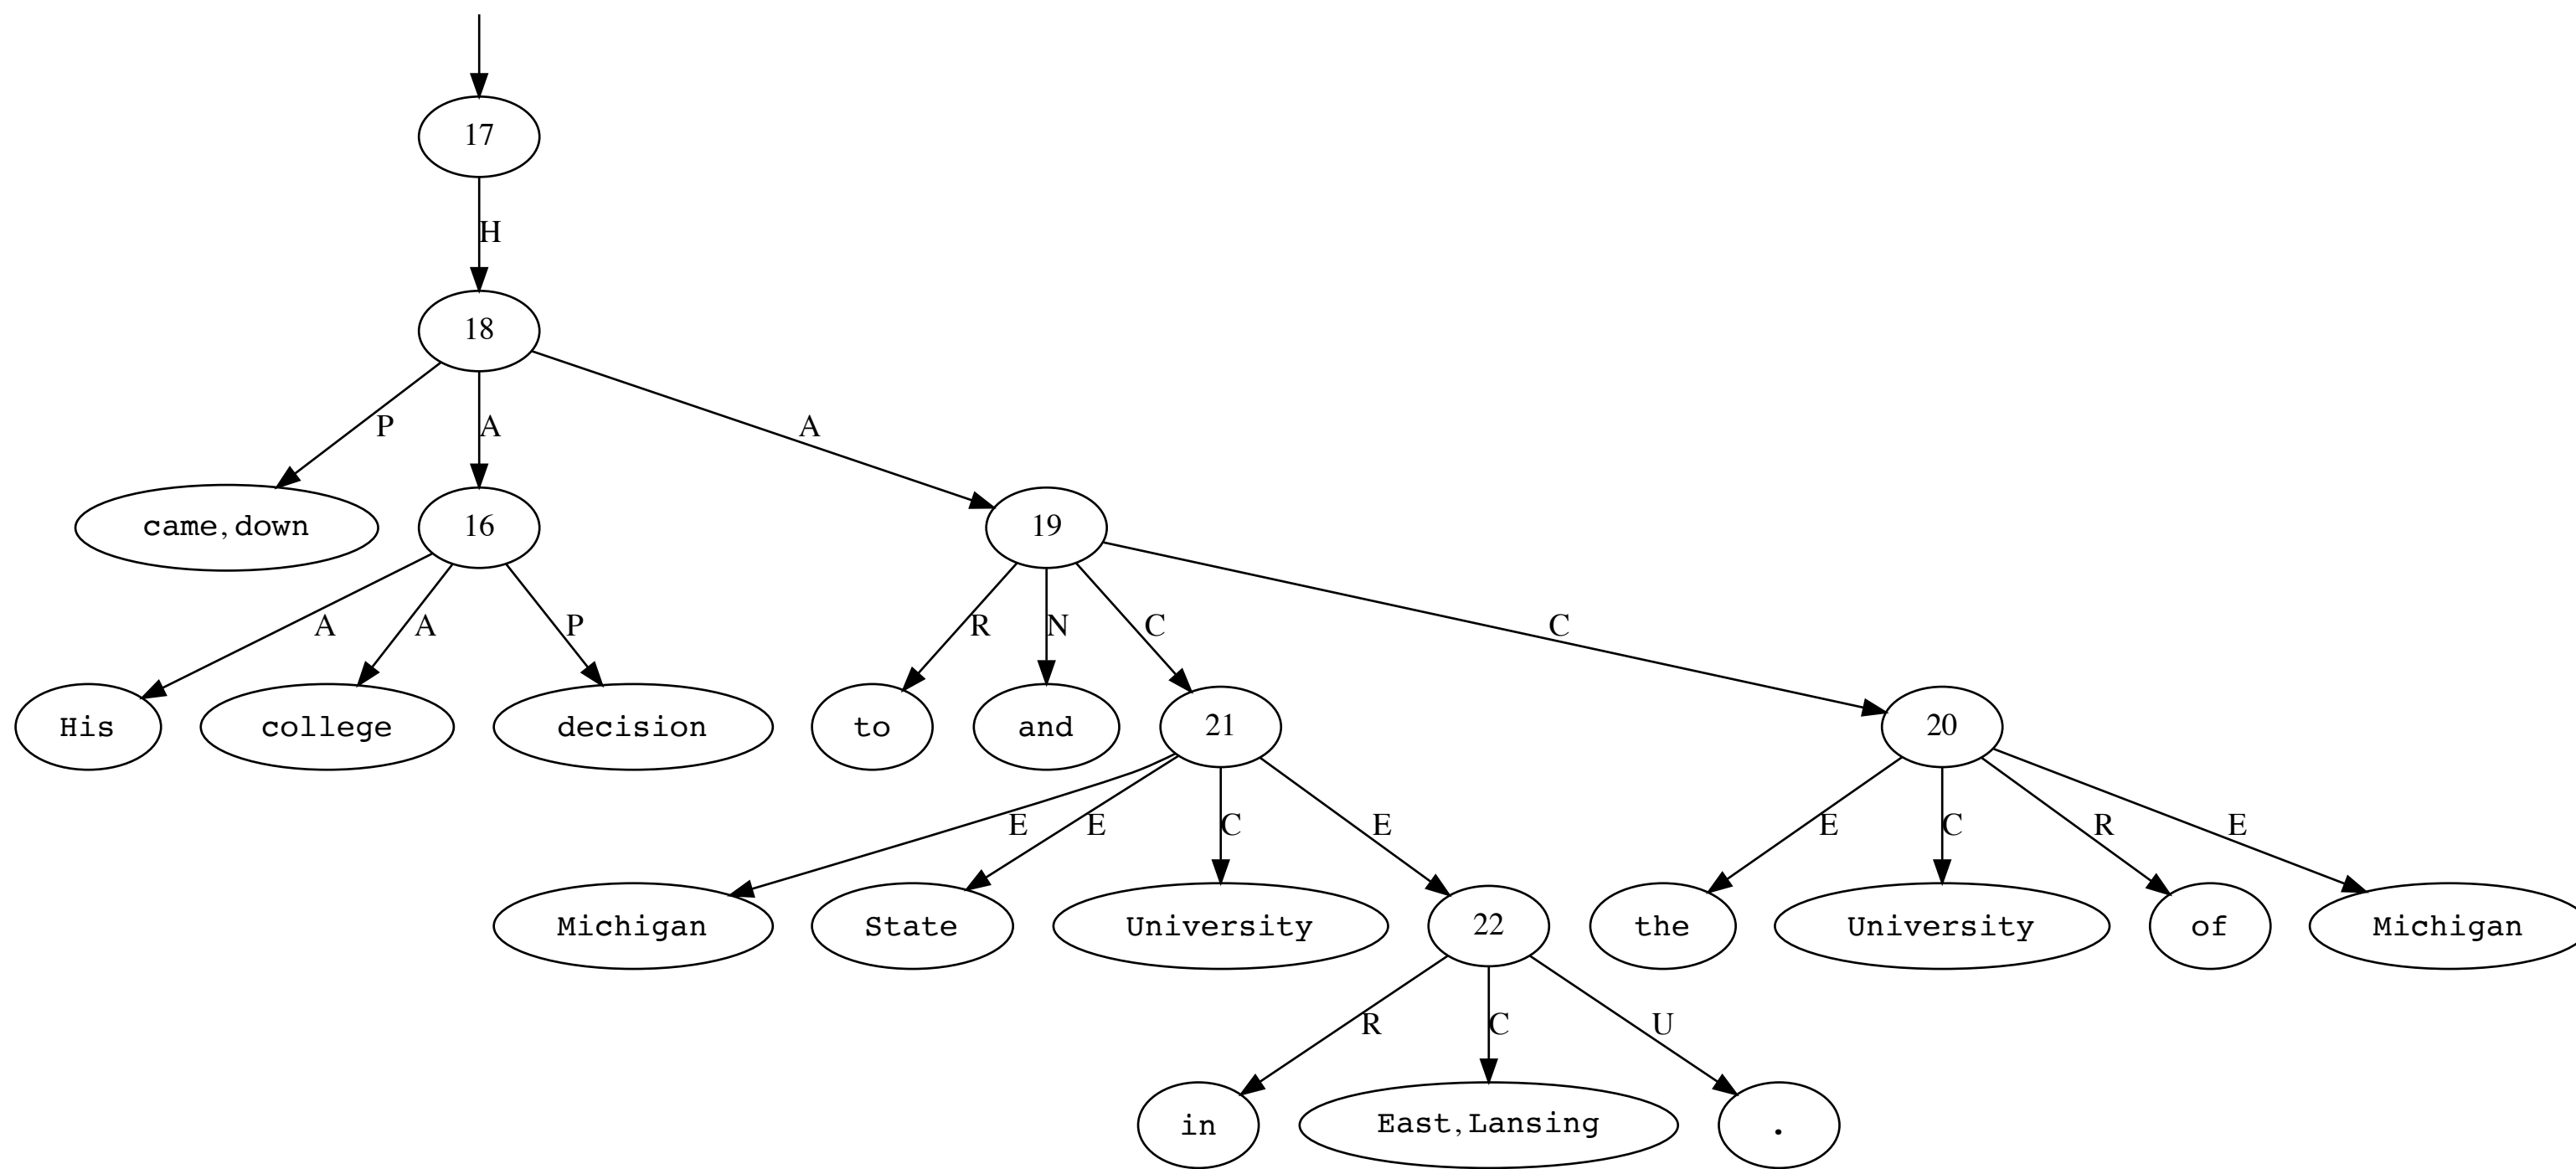 17
H
18
P A A
came,down 16 19
A A P R N C C
His college decision to and 21 20
E E C E E C R E
Michigan State University 22 the University of Michigan
R C U
in East,Lansing .